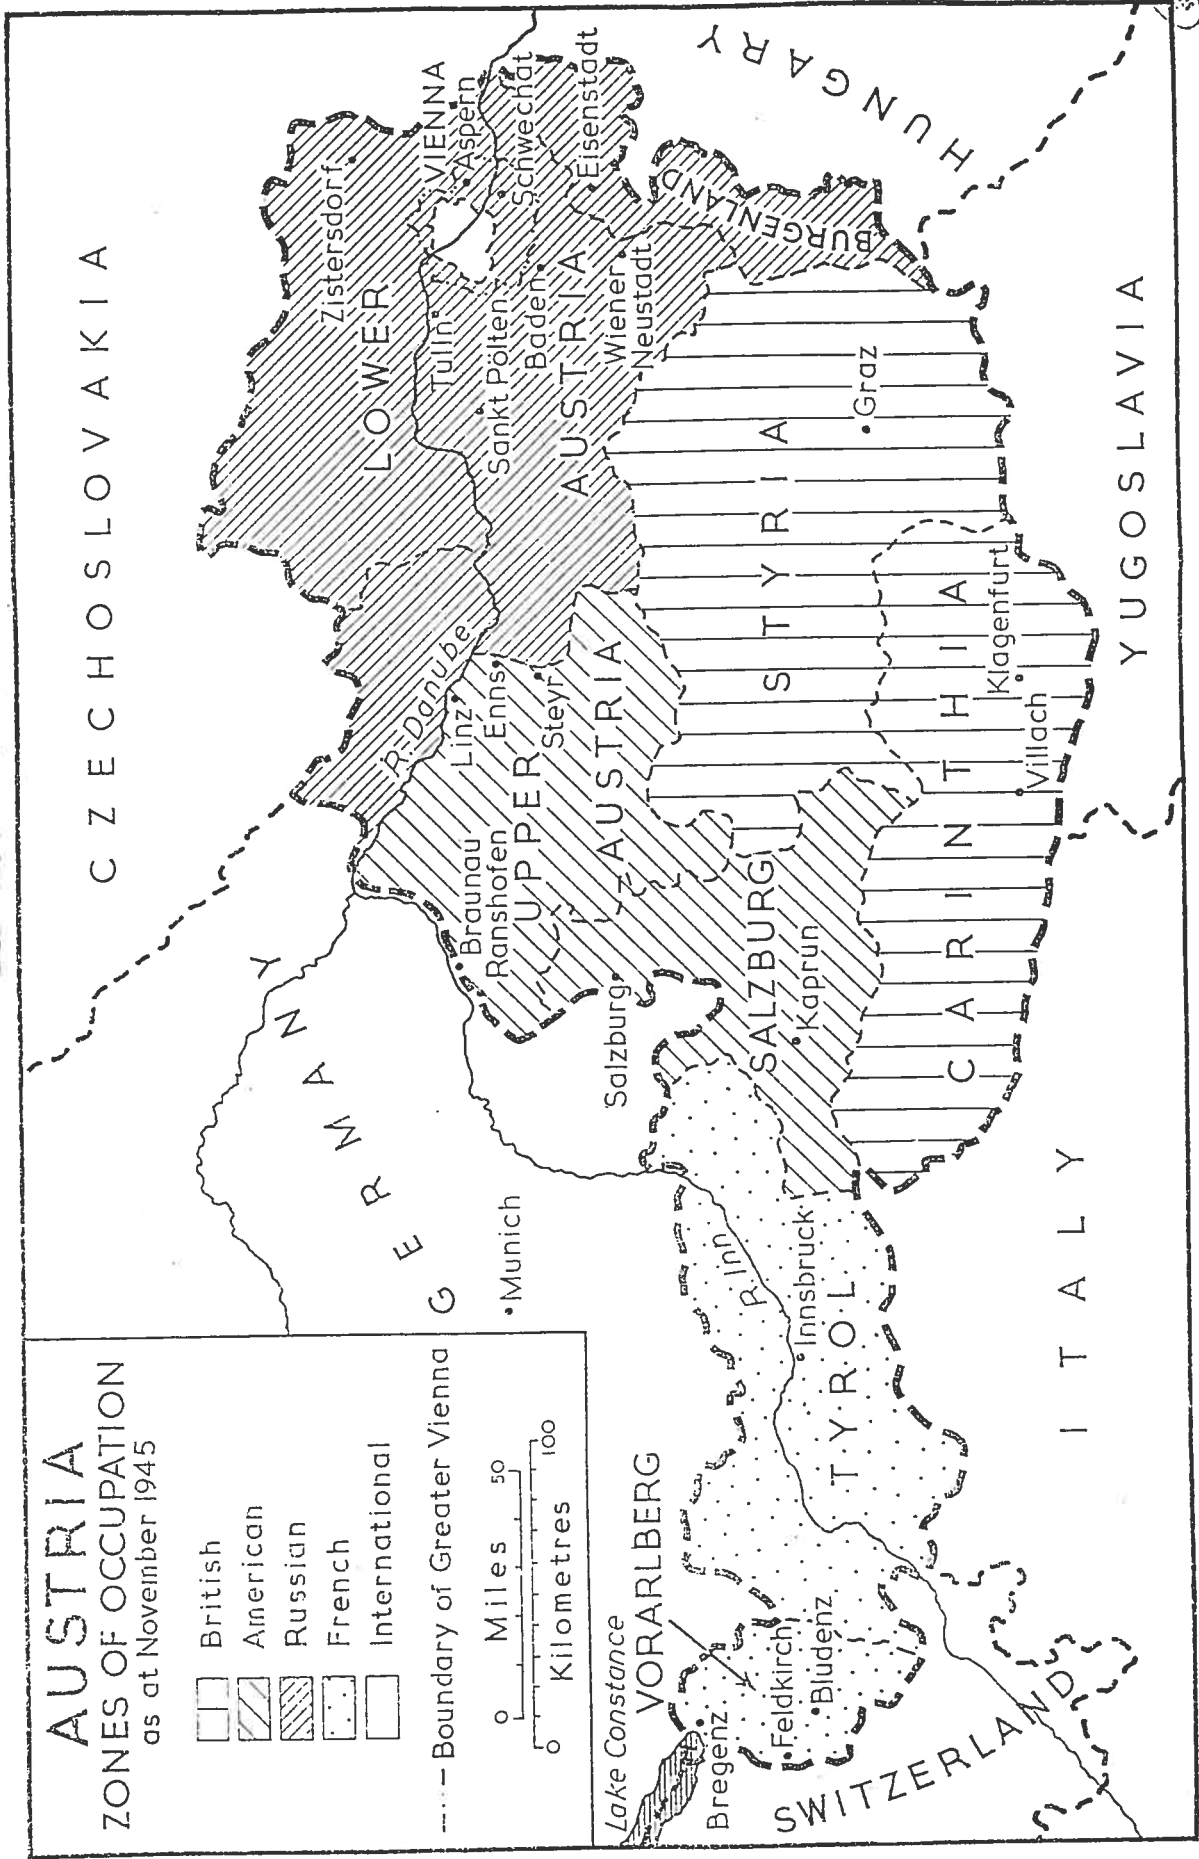 AUSTRIA
ZONES OF OCCUPATION
as at November 1945
British
American
Russian
French
International
Boundary of Greater Vienna
Miles
0 50
0 100
Kilometres
CZECHOSLOVAKIA
GERMANY
Munich
HUNGARY
YUGOSLAVIA
ITALY
SWITZERLAND
Lake Constance
VORARLBERG
Bregenz
Feldkirch
Bludenz
TYROL
Innsbruck
R Inn
SALZBURG
Salzburg
Kaprun
UPPER
AUSTRIA
Braunau
Ranshofen
Linz
Enns
Steyr
R. Danube
LOWER
AUSTRIA
Zistersdorf
Tulln
Sankt Pölten
Baden
Wiener
Neustadt
VIENNA
Aspern
Schwechat
Eisenstadt
BURGENLAND
STYRIA
Graz
CARINTHIA
Klagenfurt
Villach